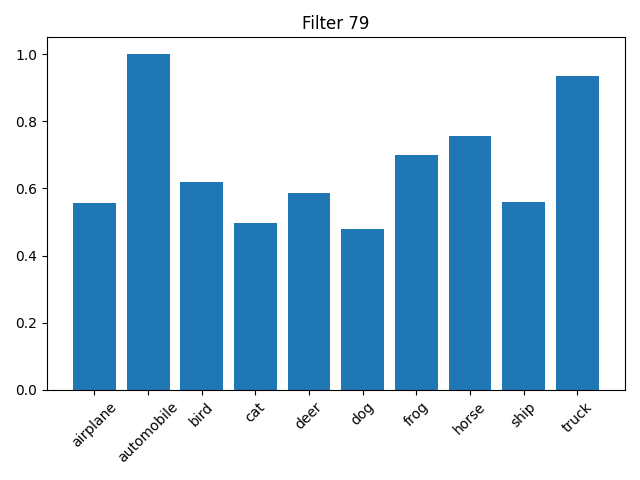 Filter 79
1.0
0.8
0.6
0.4
0.2
0.0
airplane
automobile
bird
cat
deer
dog
frog
horse
ship
truck